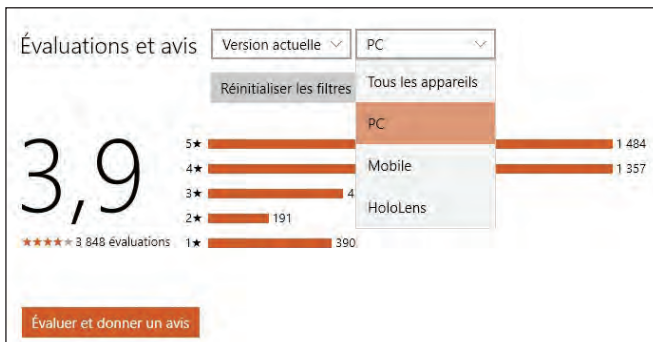 Évaluations et avis Version actuelle PC
Réinitialiser les filtres Tous les appareils
PC
Mobile
HoloLens
3,9
5★ 1 484
4★ 1 357
3★ 4
2★ 191
1★ 390
★★★★★ 3 848 évaluations
Évaluer et donner un avis